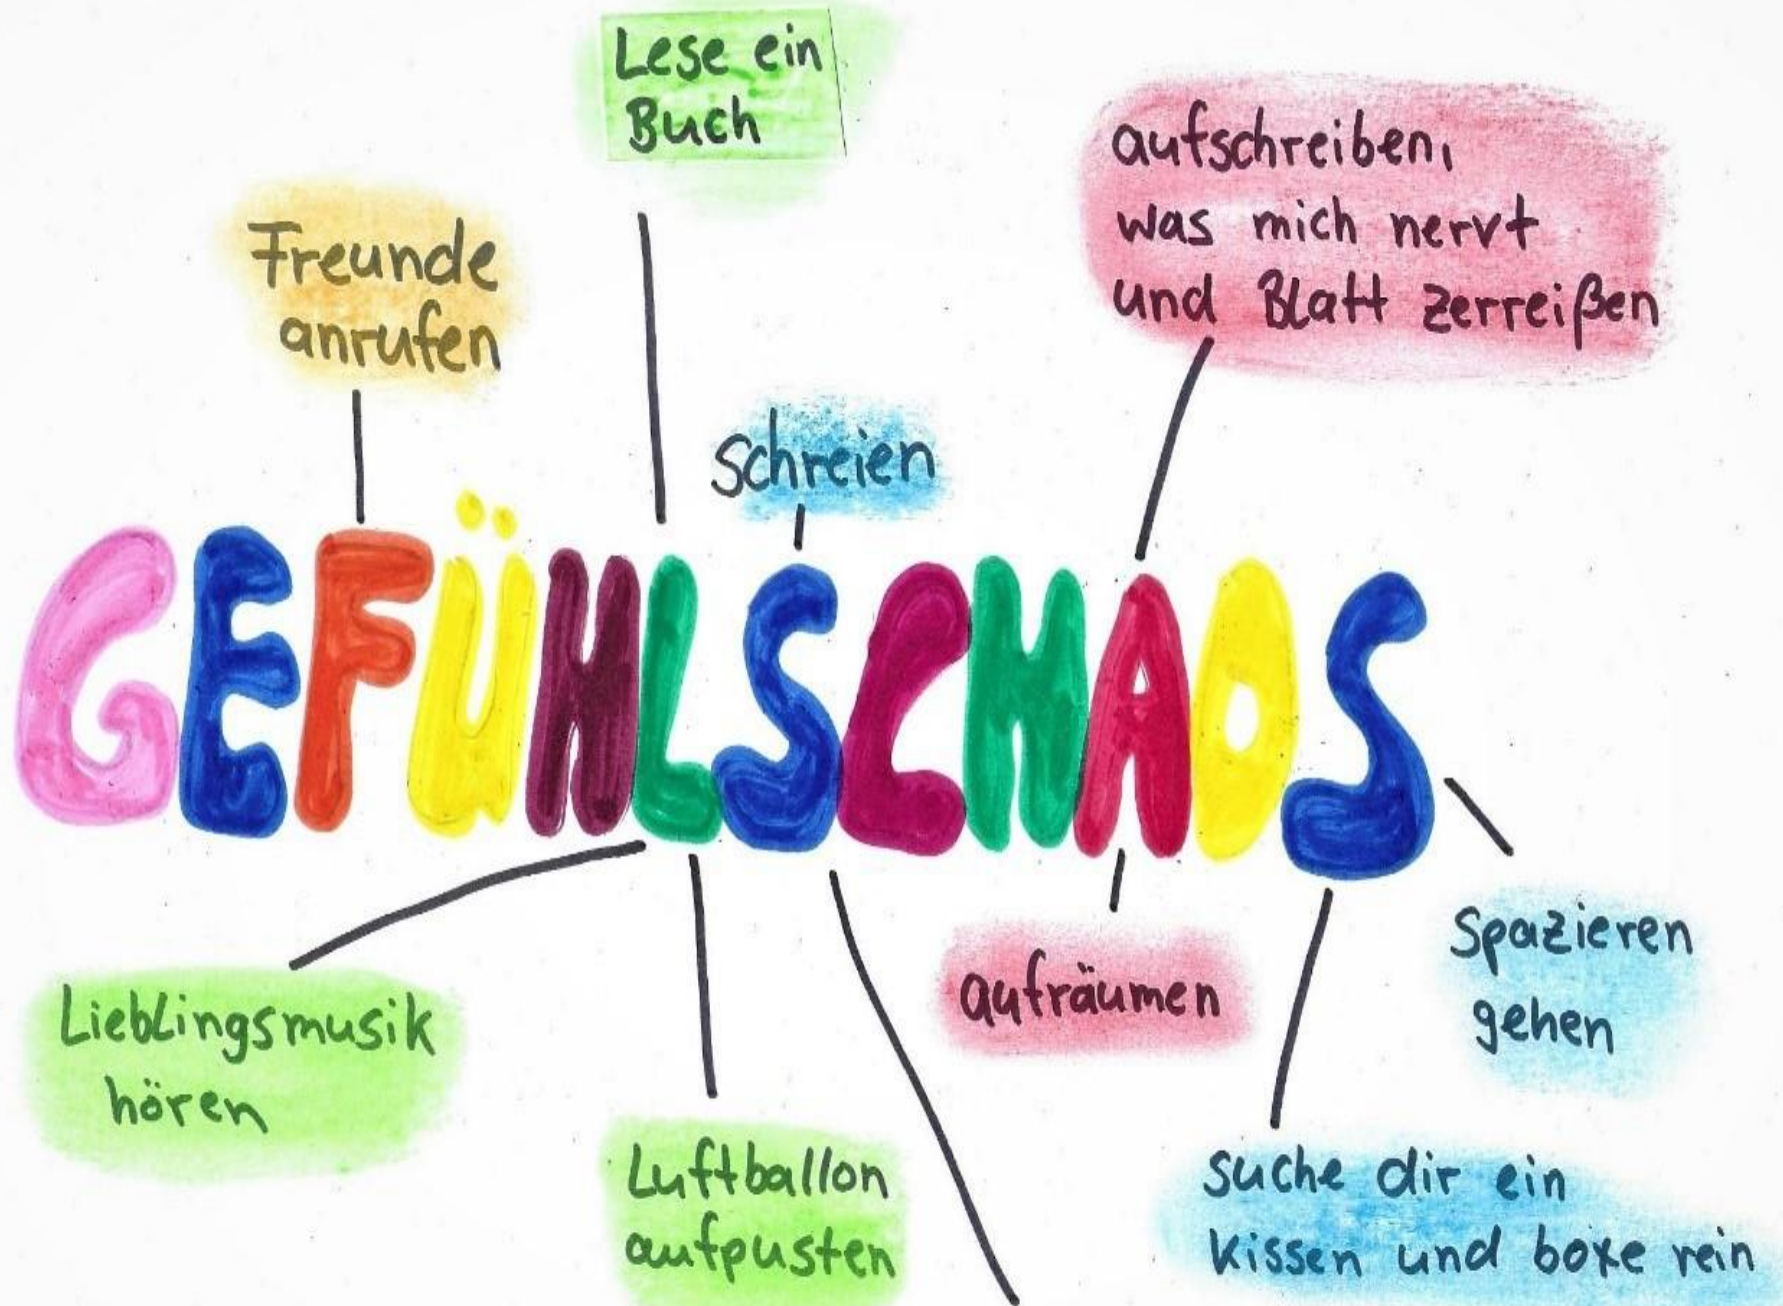 Lese ein
Buch
aufschreiben,
was mich nervt
und Blatt zerreißen
Freunde
anrufen
schreien
GEFÜHLSCHAOS
Spazieren
gehen
aufräumen
Lieblingsmusik
hören
Luftballon
aufpusten
suche dir ein
Kissen und boxe rein